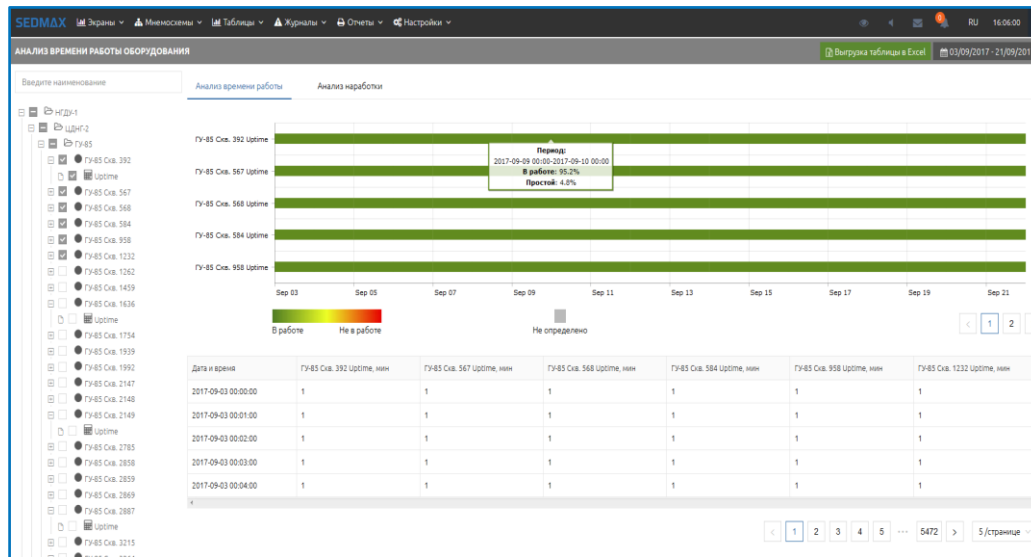 SEDMAX Экраны Мнемосхемы Таблицы Журналы Отчеты Настройки 0 RU 16:06:00
АНАЛИЗ ВРЕМЕНИ РАБОТЫ ОБОРУДОВАНИЯ Выгрузка таблицы в Excel 03/09/2017 - 21/09/201
Введите наименование
Анализ времени работы Анализ наработки
НГДУ-1
ЦДНГ-2
ГУ-85
ГУ-85 Скв. 392
Uptime
ГУ-85 Скв. 567
ГУ-85 Скв. 568
ГУ-85 Скв. 584
ГУ-85 Скв. 958
ГУ-85 Скв. 1232
ГУ-85 Скв. 1262
ГУ-85 Скв. 1459
ГУ-85 Скв. 1636
Uptime
ГУ-85 Скв. 1754
ГУ-85 Скв. 1939
ГУ-85 Скв. 1992
ГУ-85 Скв. 2147
ГУ-85 Скв. 2148
ГУ-85 Скв. 2149
Uptime
ГУ-85 Скв. 2785
ГУ-85 Скв. 2858
ГУ-85 Скв. 2859
ГУ-85 Скв. 2869
ГУ-85 Скв. 2887
Uptime
ГУ-85 Скв. 3215
ГУ-85 Скв. 392 Uptime
ГУ-85 Скв. 567 Uptime
ГУ-85 Скв. 568 Uptime
ГУ-85 Скв. 584 Uptime
ГУ-85 Скв. 958 Uptime
Период:
2017-09-09 00:00-2017-09-10 00:00
В работе: 95.2%
Простой: 4.8%
Sep 03 Sep 05 Sep 07 Sep 09 Sep 11 Sep 13 Sep 15 Sep 17 Sep 19 Sep 21
В работе Не в работе Не определено
< 1 2
Дата и время ГУ-85 Скв. 392 Uptime, мин ГУ-85 Скв. 567 Uptime, мин ГУ-85 Скв. 568 Uptime, мин ГУ-85 Скв. 584 Uptime, мин ГУ-85 Скв. 958 Uptime, мин ГУ-85 Скв. 1232 Uptime, мин
2017-09-03 00:00:00 1 1 1 1 1 1
2017-09-03 00:01:00 1 1 1 1 1 1
2017-09-03 00:02:00 1 1 1 1 1 1
2017-09-03 00:03:00 1 1 1 1 1 1
2017-09-03 00:04:00 1 1 1 1 1 1
< 1 2 3 4 5 ··· 5472 > 5 /странице